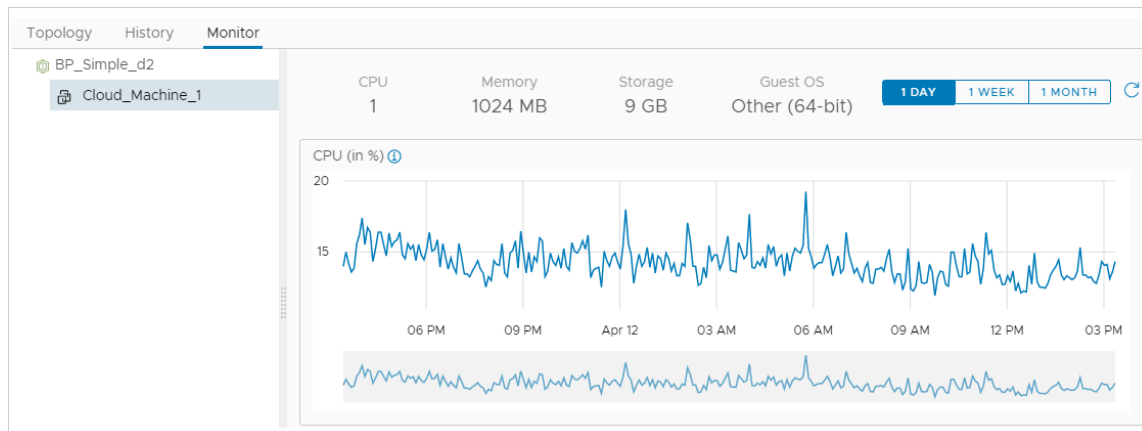 Topology History Monitor
BP_Simple_d2
Cloud_Machine_1
CPU Memory Storage Guest OS
1 1024 MB 9 GB Other (64-bit)
1 DAY 1 WEEK 1 MONTH
CPU (in %)
20
15
06 PM 09 PM Apr 12 03 AM 06 AM 09 AM 12 PM 03 PM